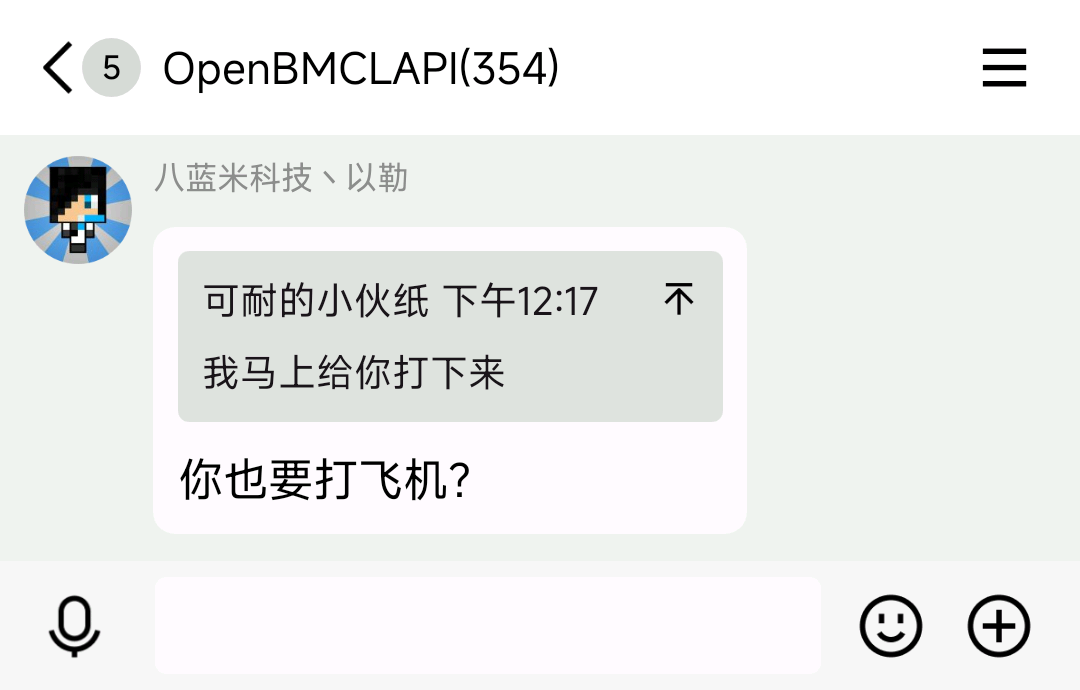 5 OpenBMCLAPI(354)
八蓝米科技丶以勒
可耐的小伙纸 下午12:17
我马上给你打下来
你也要打飞机?